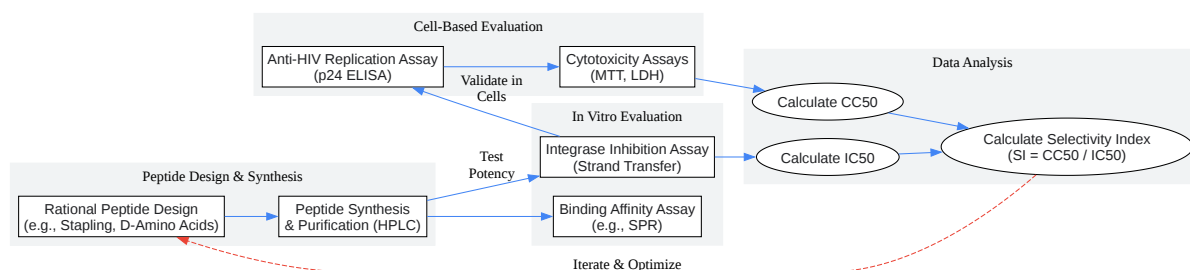 Cell-Based Evaluation
Anti-HIV Replication Assay
(p24 ELISA)
Cytotoxicity Assays
(MTT, LDH)
Data Analysis
Validate in
Cells
Calculate CC50
In Vitro Evaluation
Integrase Inhibition Assay
(Strand Transfer)
Calculate IC50
Calculate Selectivity Index
(SI = CC50 / IC50)
Test
Potency
Peptide Design & Synthesis
Rational Peptide Design
(e.g., Stapling, D-Amino Acids)
Peptide Synthesis
& Purification (HPLC)
Binding Affinity Assay
(e.g., SPR)
Iterate & Optimize